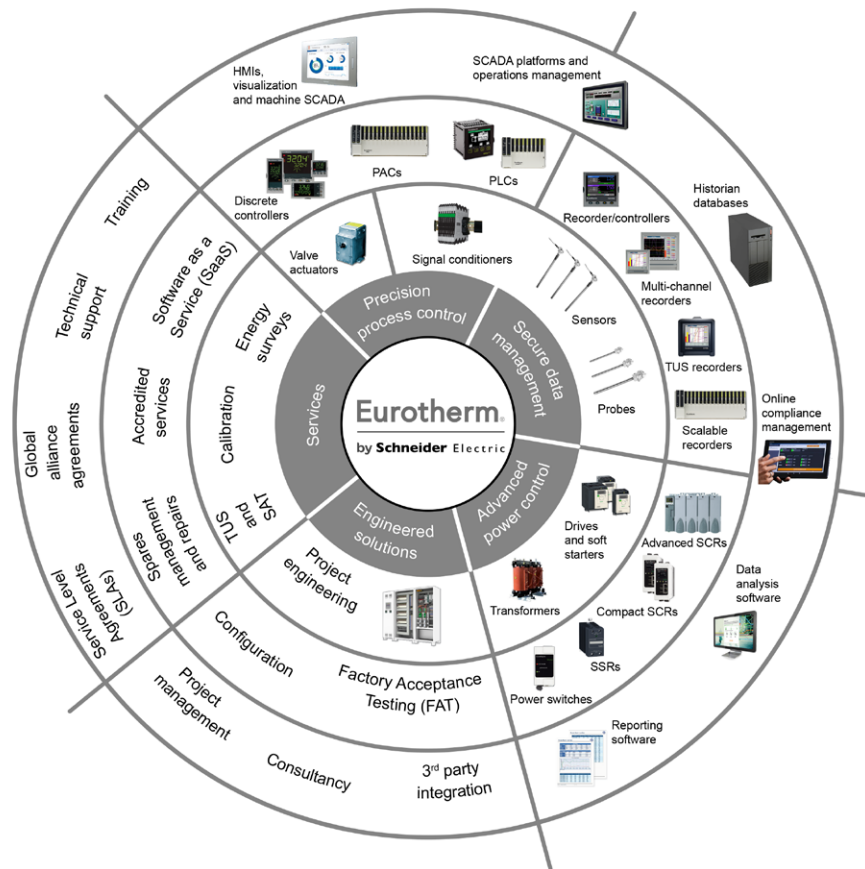 HMIs,
visualization
and machine SCADA
SCADA platforms and
operations management
Historian
databases
Online
compliance
management
Data
analysis
software
Reporting
software
3rd party
integration
Consultancy
Project
management
Service Level
Agreements
(SLAs)
Global
alliance
agreements
Technical
support
Training
Discrete
controllers
PACs
PLCs
Recorder/controllers
Multi-channel
recorders
TUS recorders
Scalable
recorders
Advanced SCRs
Compact SCRs
SSRs
Power switches
Factory Acceptance
Testing (FAT)
Configuration
Spares
management
and repairs
Accredited
services
Software as a
Service (SaaS)
Valve
actuators
Signal conditioners
Sensors
Probes
Drives
and soft
starters
Transformers
Project
engineering
TUS
and
SAT
Calibration
Energy
surveys
Precision
process control
Secure data
management
Advanced
power control
Engineered
solutions
Services
Eurotherm®
by Schneider Electric